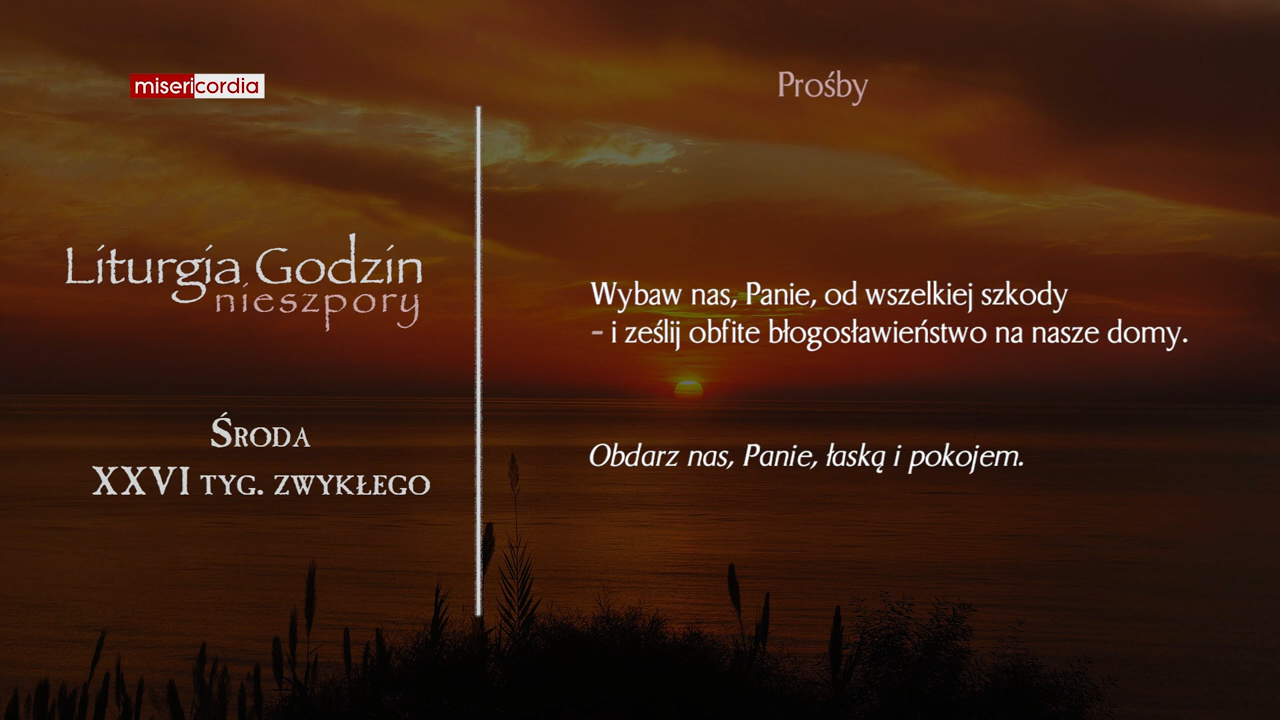 misericordia
Liturgia Godzin
nieszpory
Środa
XXVI tyg. zwykłego
Prośby
Wybaw nas, Panie, od wszelkiej szkody
- i ześlij obfite błogosławieństwo na nasze domy.
Obdarz nas, Panie, łaską i pokojem.